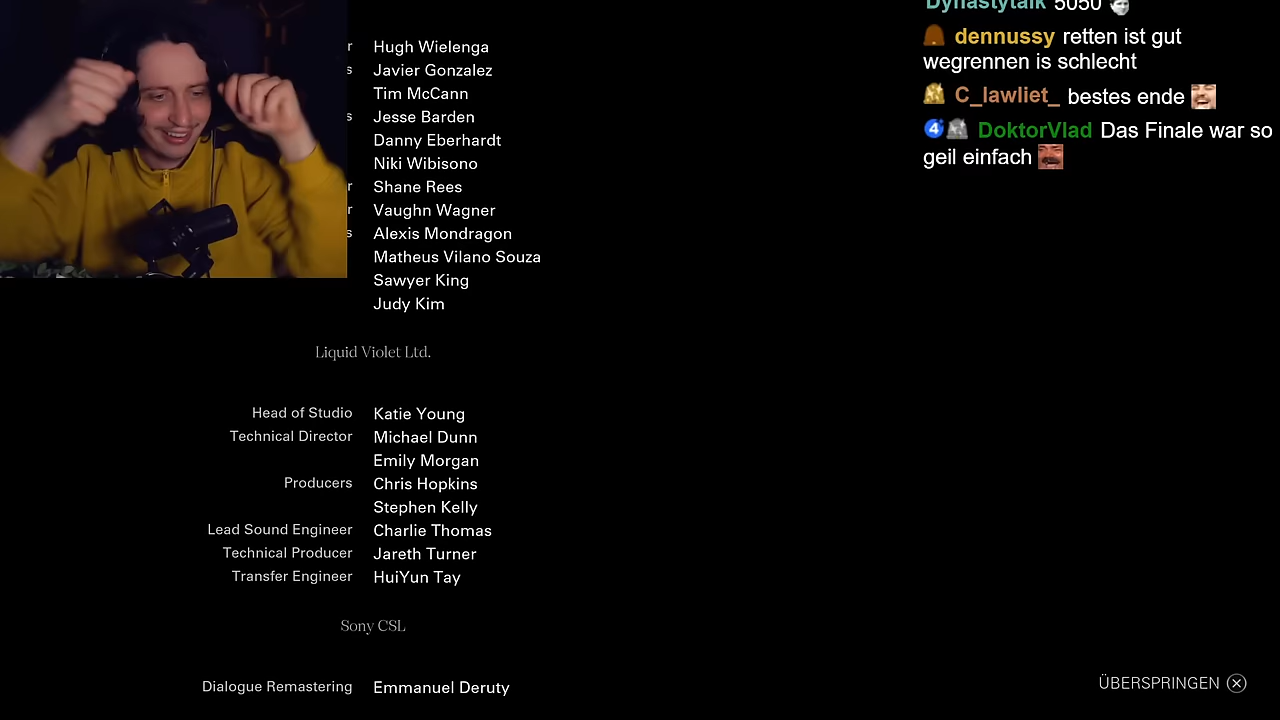 r Hugh Wielenga
s Javier Gonzalez
Tim McCann
s Jesse Barden
Danny Eberhardt
Niki Wibisono
r Shane Rees
r Vaughn Wagner
s Alexis Mondragon
Matheus Vilano Souza
Sawyer King
Judy Kim
Liquid Violet Ltd.
Head of Studio Katie Young
Technical Director Michael Dunn
Emily Morgan
Producers Chris Hopkins
Stephen Kelly
Lead Sound Engineer Charlie Thomas
Technical Producer Jareth Turner
Transfer Engineer HuiYun Tay
Sony CSL
Dialogue Remastering Emmanuel Deruty
Dynastytalk 5050
dennussy retten ist gut
wegrennen is schlecht
C_lawliet_ bestes ende
4 DoktorVlad Das Finale war so
geil einfach
ÜBERSPRINGEN